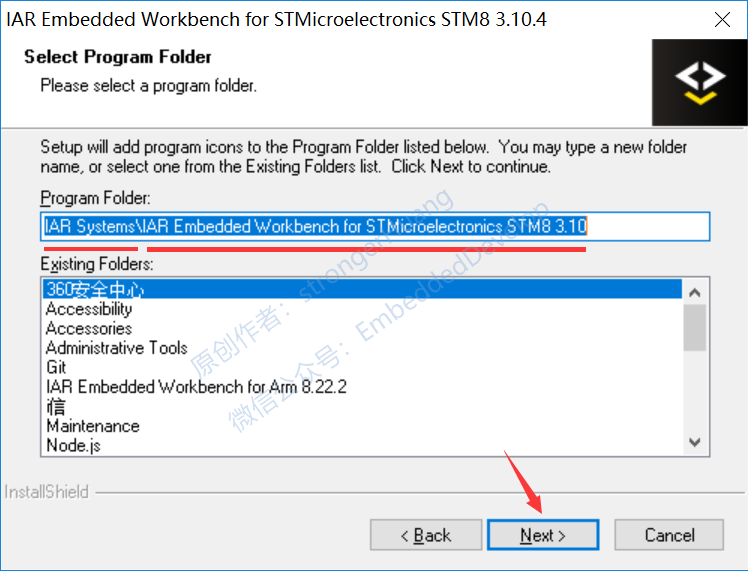 IAR Embedded Workbench for STMicroelectronics STM8 3.10.4
Select Program Folder
Please select a program folder.
Setup will add program icons to the Program Folder listed below. You may type a new folder
name, or select one from the Existing Folders list. Click Next to continue.
Program Folder:
IAR Systems\IAR Embedded Workbench for STMicroelectronics STM8 3.10
Existing Folders:
360安全中心
Accessibility
Accessories
Administrative Tools
Git
IAR Embedded Workbench for Arm 8.22.2
i信
Maintenance
Node.js
原创作者：strongerHuang
微信公众号：EmbeddedDevelop
InstallShield
< Back
Next >
Cancel